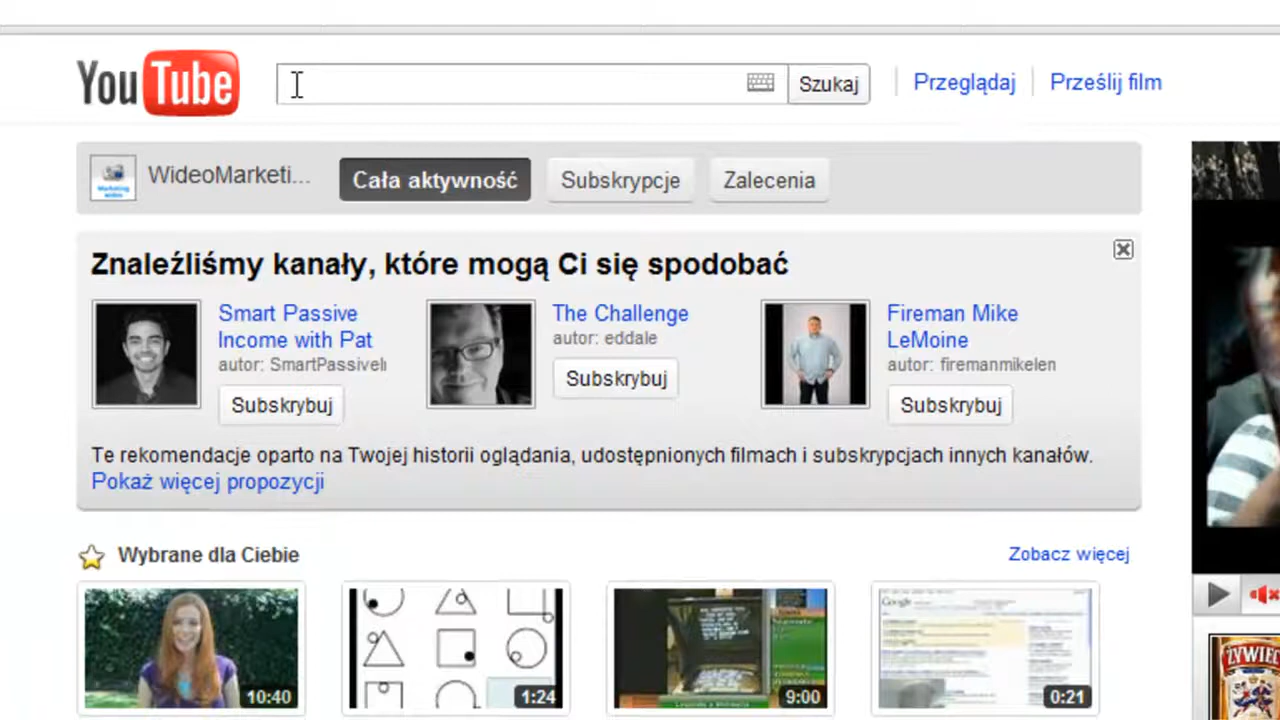 YouTube
Szukaj
Przeglądaj
Prześlij film
WideoMarketi...
Cała aktywność
Subskrypcje
Zalecenia
Znaleźliśmy kanały, które mogą Ci się spodobać
Smart Passive
Income with Pat
autor: SmartPassiveI
Subskrybuj
The Challenge
autor: eddale
Subskrybuj
Fireman Mike
LeMoine
autor: firemanmikelen
Subskrybuj
Te rekomendacje oparto na Twojej historii oglądania, udostępnionych filmach i subskrypcjach innych kanałów.
Pokaż więcej propozycji
Wybrane dla Ciebie
Zobacz więcej
10:40
1:24
9:00
Google
0:21
ŻYWIEC